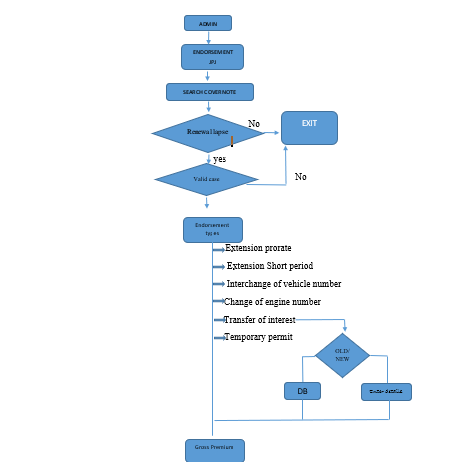 ADMIN
ENDORSEMENT
SEARCH COVERNOTE
No
EXIT
Renewal lapse
yes
Valid case
No
Endorsement
types
Extension prorate
Extension Short period
Interchange of vehicle number
Change of engine number
Transfer of interest
Temporary permit
OLD/
NEW
DB
Gross Premium